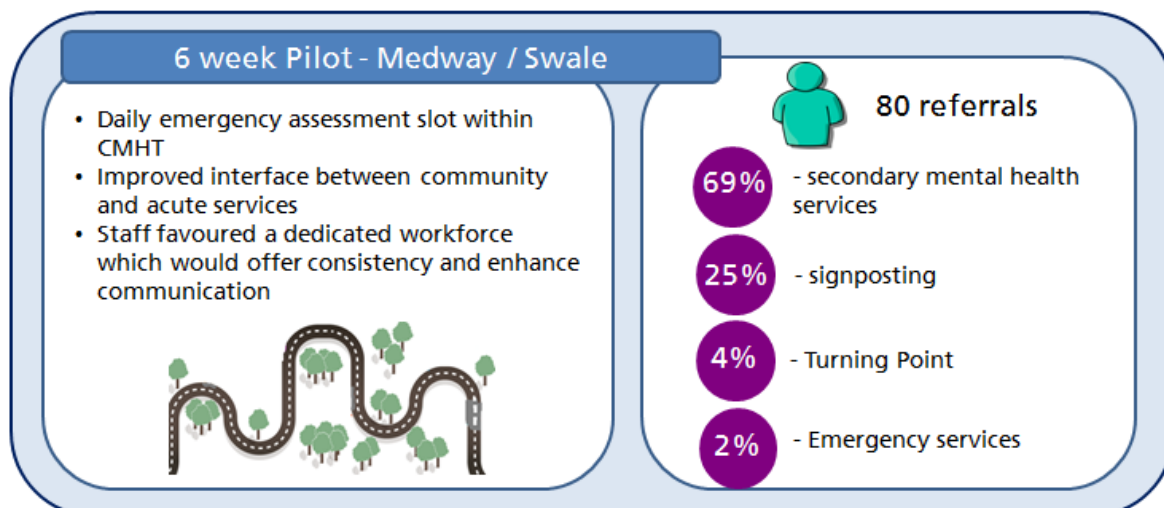 6 week Pilot - Medway / Swale
• Daily emergency assessment slot within
CMHT
• Improved interface between community
and acute services
• Staff favoured a dedicated workforce
which would offer consistency and enhance
communication
80 referrals
69% - secondary mental health
services
25% - signposting
4% - Turning Point
2% - Emergency services